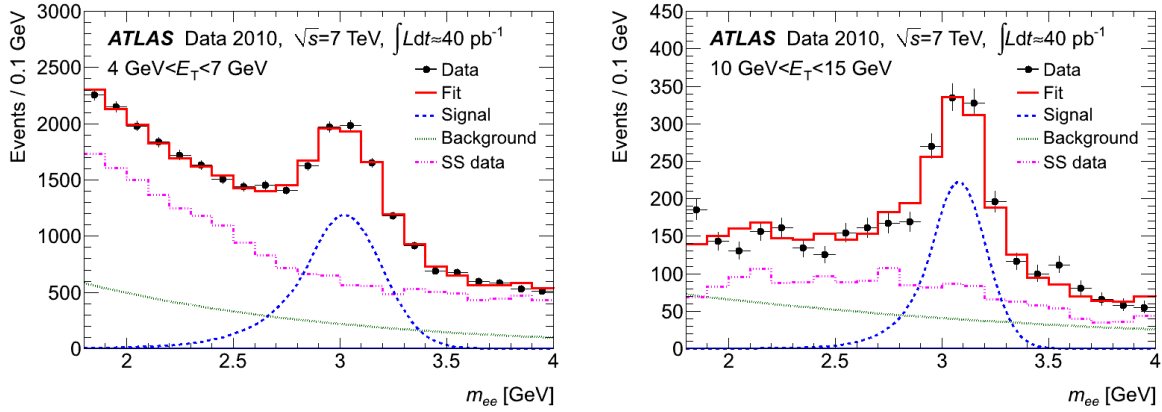 Events / 0.1 GeV
3000
2500
2000
1500
1000
500
0
ATLAS Data 2010, √s=7 TeV, ∫Ldt≈40 pb⁻¹
4 GeV<E_T<7 GeV
Data
Fit
Signal
Background
SS data
2 2.5 3 3.5 4
m_ee [GeV]
Events / 0.1 GeV
450
400
350
300
250
200
150
100
50
0
ATLAS Data 2010, √s=7 TeV, ∫Ldt≈40 pb⁻¹
10 GeV<E_T<15 GeV
Data
Fit
Signal
Background
SS data
2 2.5 3 3.5 4
m_ee [GeV]